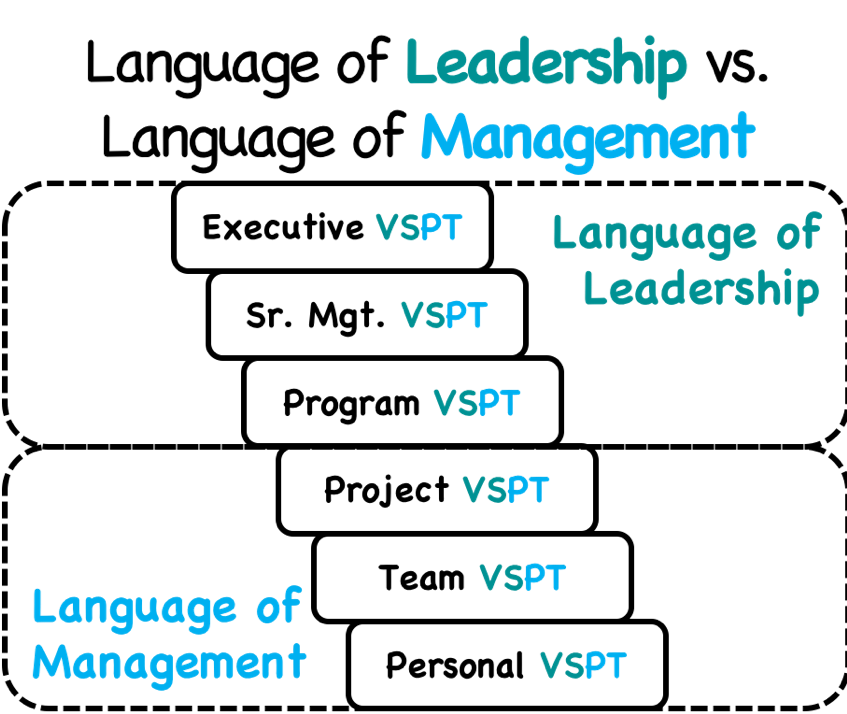 Language of Leadership vs.
Language of Management
Executive VSPT
Language of
Leadership
Sr. Mgt. VSPT
Program VSPT
Project VSPT
Team VSPT
Language of
Management
Personal VSPT